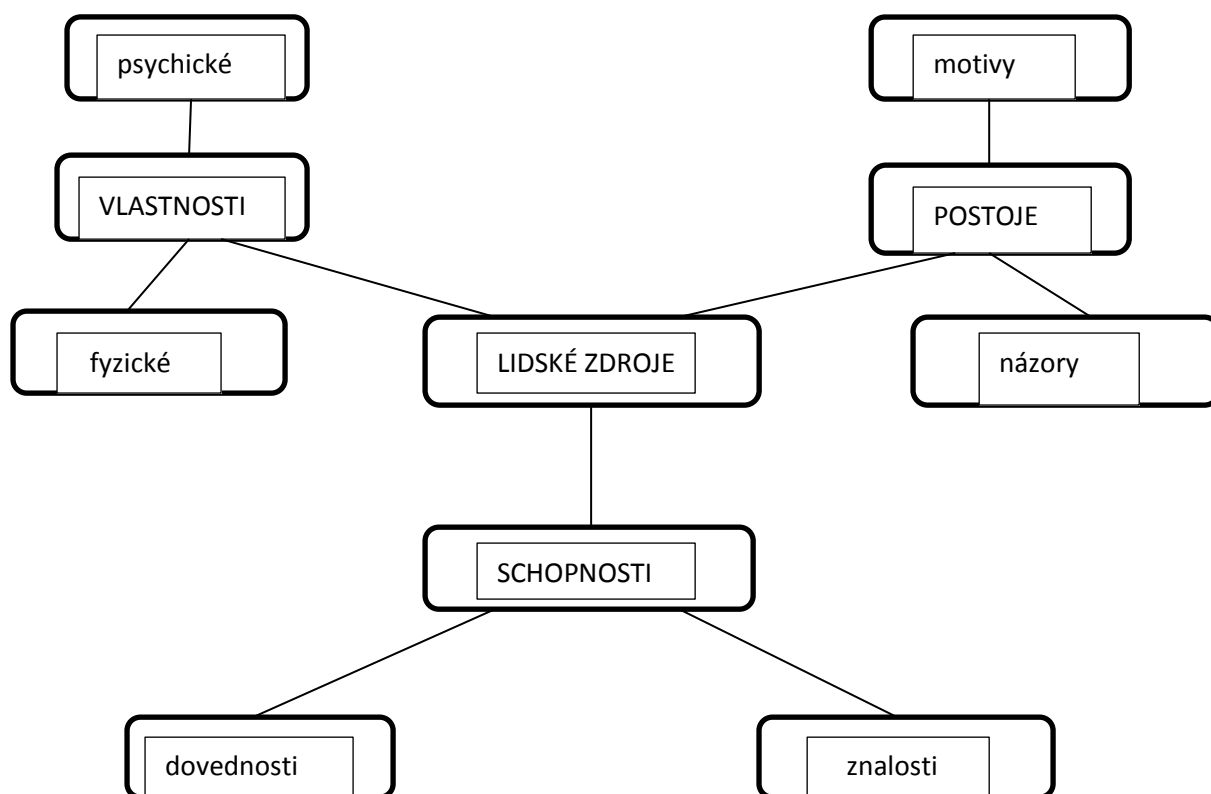 psychické
motivy
VLASTNOSTI
POSTOJE
fyzické
LIDSKÉ ZDROJE
názory
SCHOPNOSTI
dovednosti
znalosti